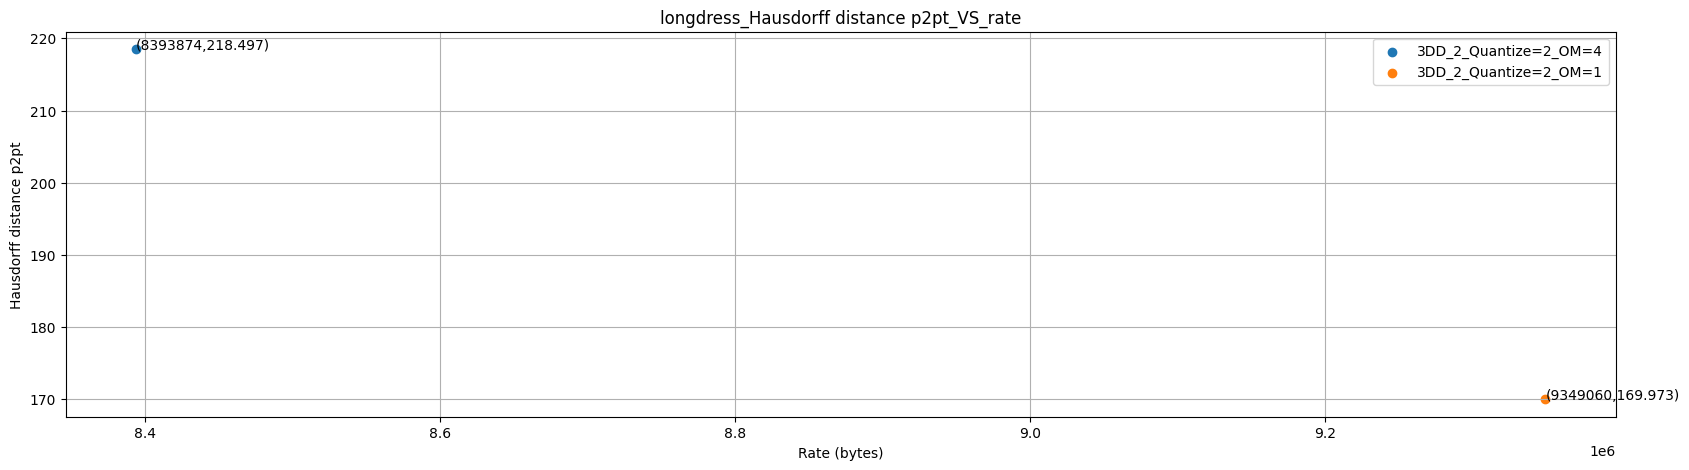 longdress_Hausdorff distance p2pt_VS_rate
220
(8393874,218.497)
3DD_2_Quantize=2_OM=4
3DD_2_Quantize=2_OM=1
210
200
190
180
170
Hausdorff distance p2pt
(9349060,169.973)
8.4 8.6 8.8 9.0 9.2
1e6
Rate (bytes)